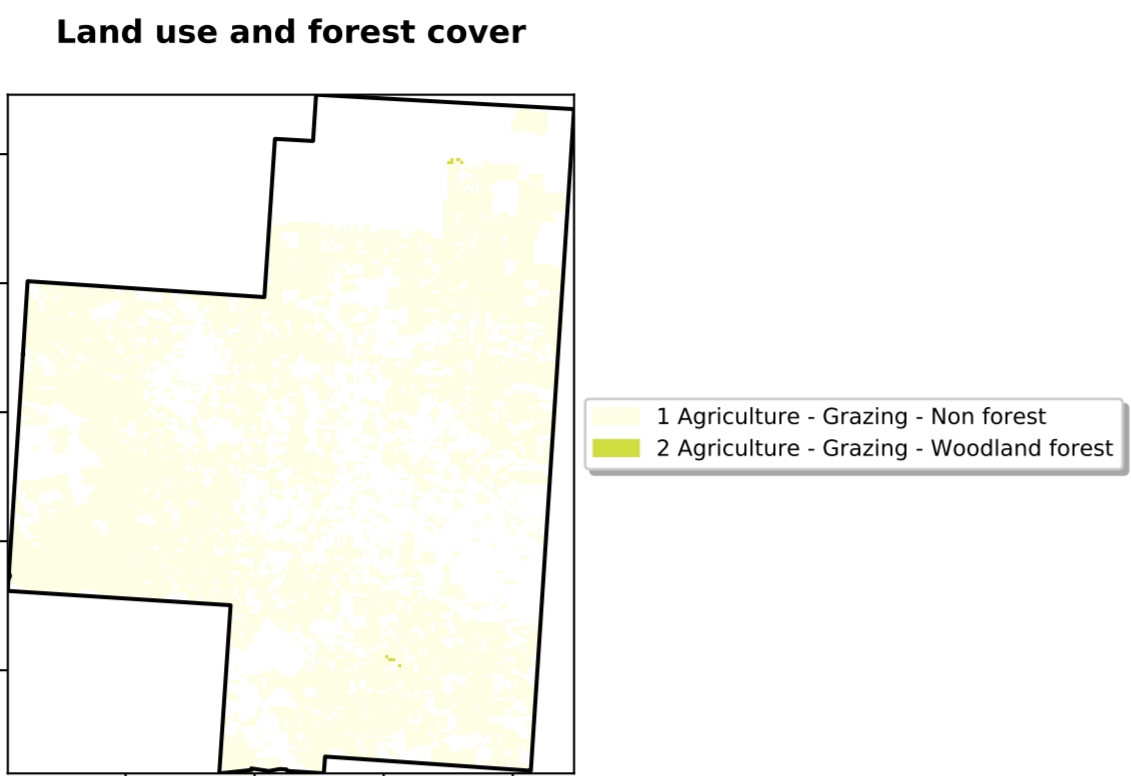 Land use and forest cover
1 Agriculture - Grazing - Non forest
2 Agriculture - Grazing - Woodland forest